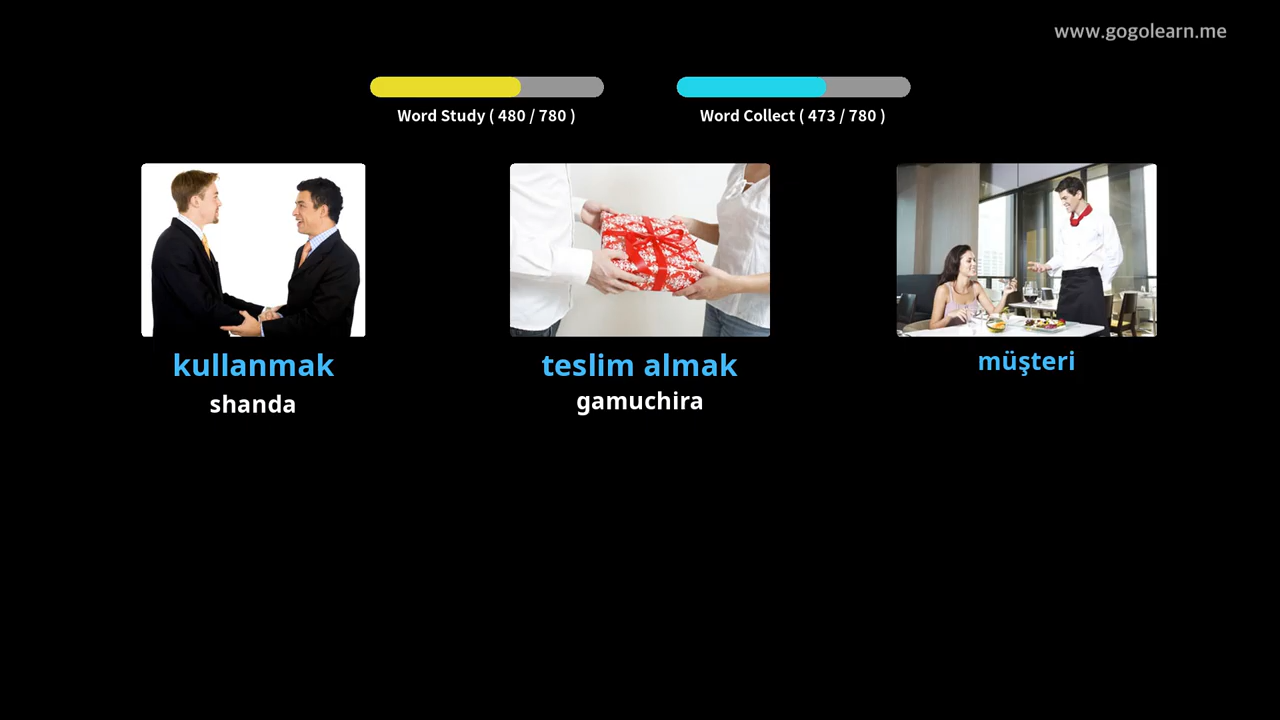 www.gogolearn.me
Word Study ( 480 / 780 )
Word Collect ( 473 / 780 )
kullanmak
shanda
teslim almak
gamuchira
müşteri